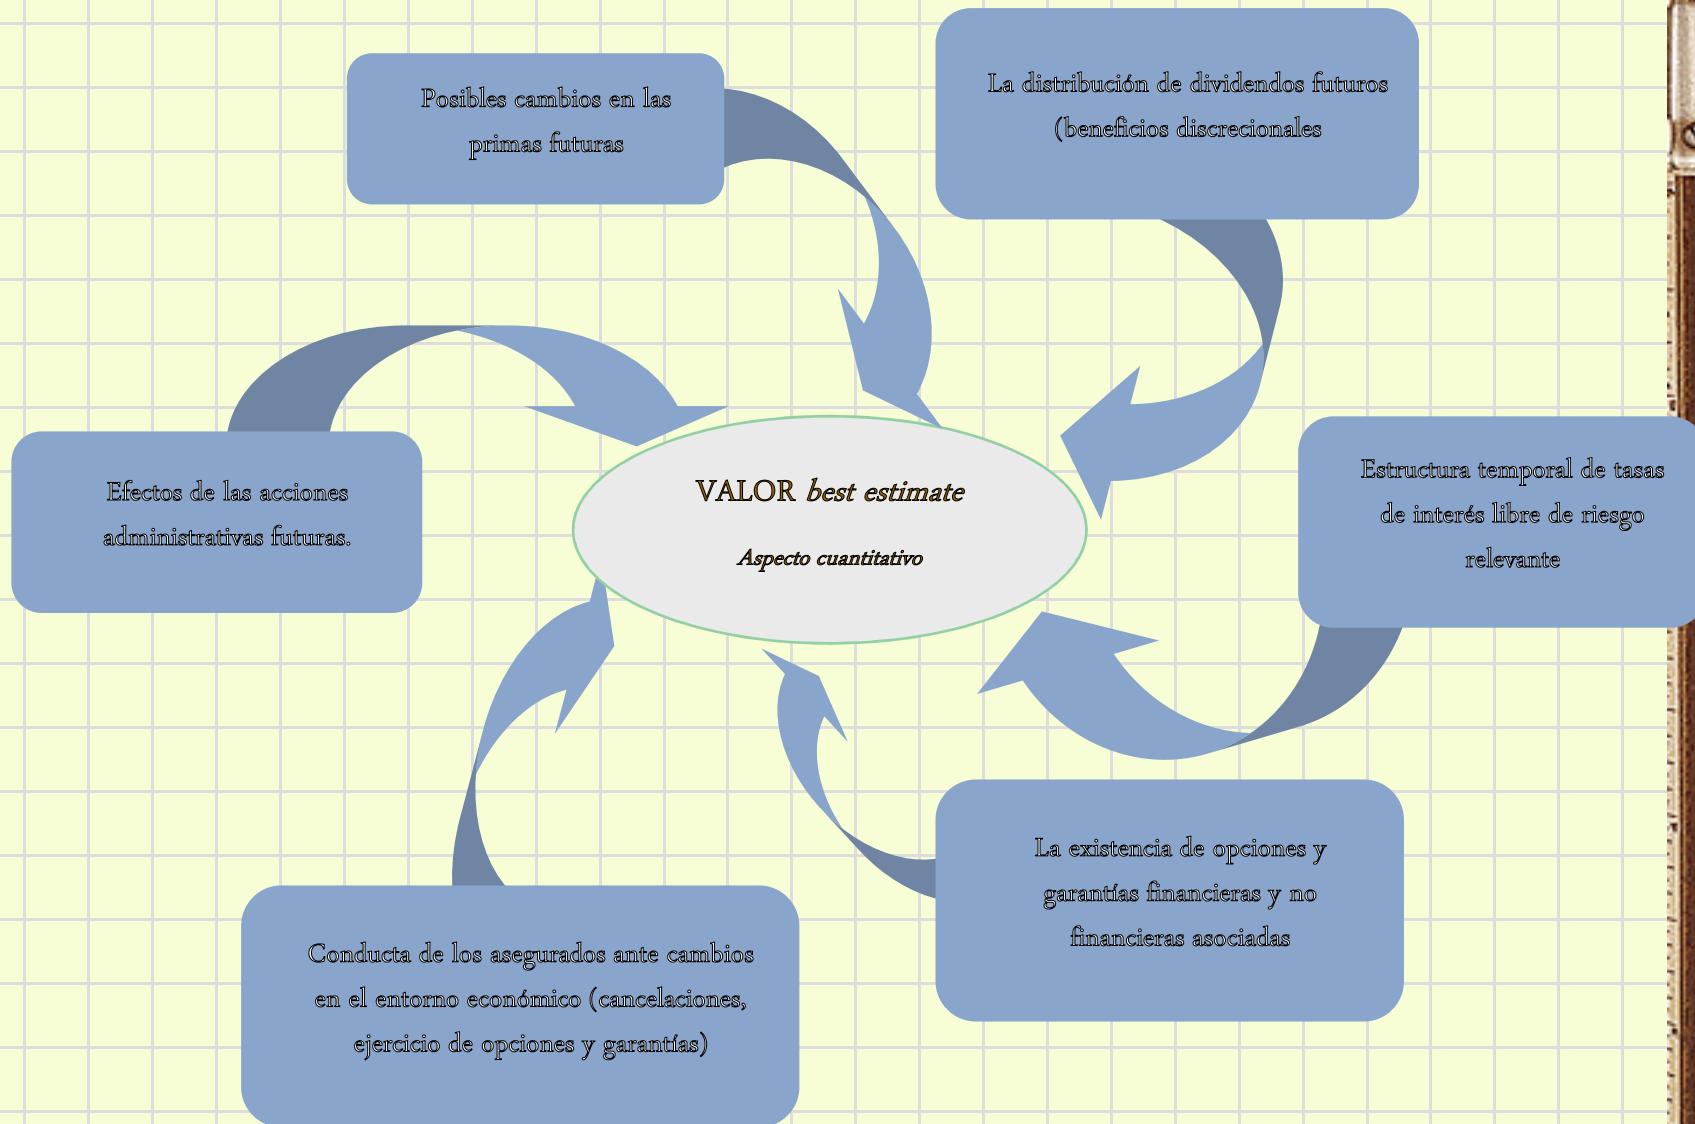 Posibles cambios en las
primas futuras
La distribución de dividendos futuros
(beneficios discrecionales
Efectos de las acciones
administrativas futuras.
VALOR best estimate
Aspecto cuantitativo
Estructura temporal de tasas
de interés libre de riesgo
relevante
La existencia de opciones y
garantías financieras y no
financieras asociadas
Conducta de los asegurados ante cambios
en el entorno económico (cancelaciones,
ejercicio de opciones y garantías)